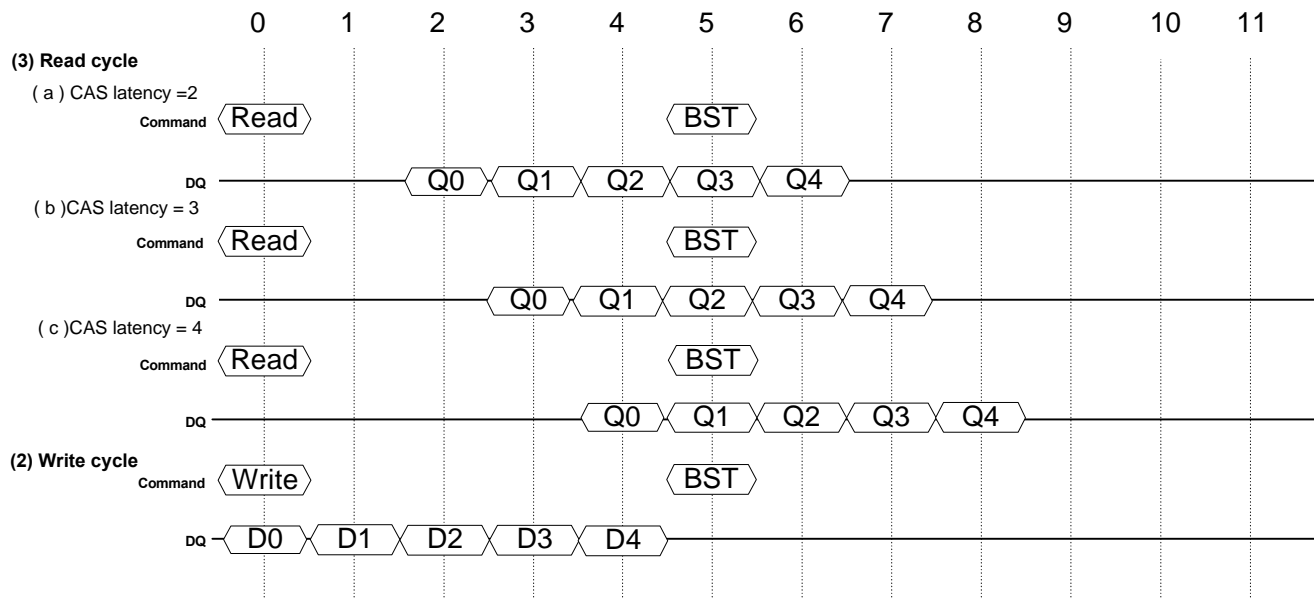 0 1 2 3 4 5 6 7 8 9 10 11
(3) Read cycle
( a ) CAS latency =2
Command Read BST
DQ Q0 Q1 Q2 Q3 Q4
( b )CAS latency = 3
Command Read BST
DQ Q0 Q1 Q2 Q3 Q4
( c )CAS latency = 4
Command Read BST
DQ Q0 Q1 Q2 Q3 Q4
(2) Write cycle
Command Write BST
DQ D0 D1 D2 D3 D4